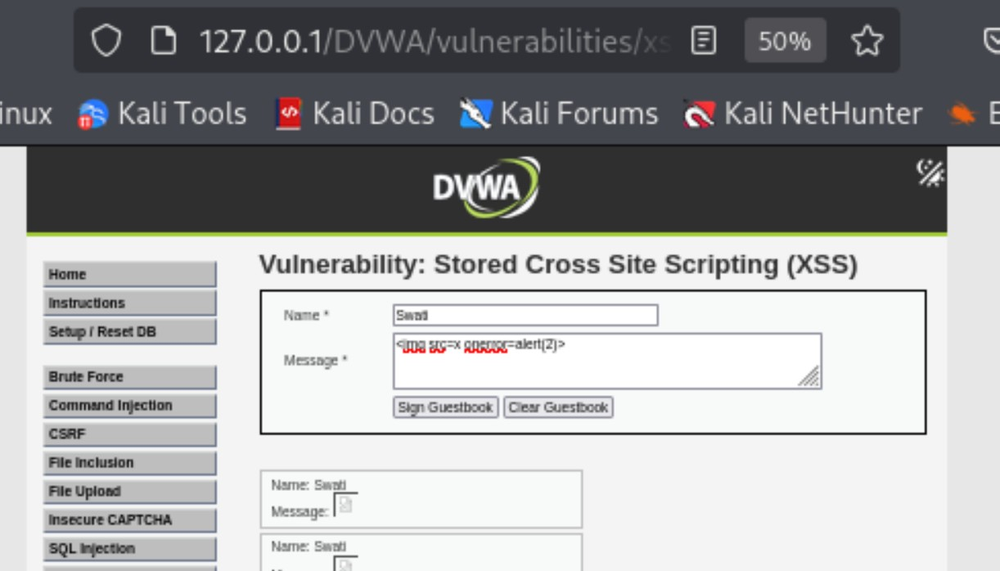 127.0.0.1/DVWA/vulnerabilities/xs
50%
inux Kali Tools Kali Docs Kali Forums Kali NetHunter E
DVWA
Vulnerability: Stored Cross Site Scripting (XSS)
Home
Instructions
Setup / Reset DB
Brute Force
Command Injection
CSRF
File Inclusion
File Upload
Insecure CAPTCHA
SQL Injection
Name * Swati
Message * <img src=x onerror=alert(2)>
Sign Guestbook Clear Guestbook
Name: Swati
Message:
Name: Swati